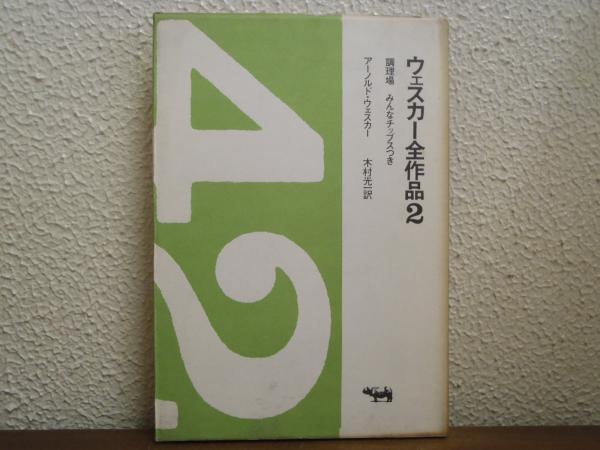 ウェスカー全作品2
調理場 みんなチップスつき
アーノルド・ウェスカー 木村光一訳
42